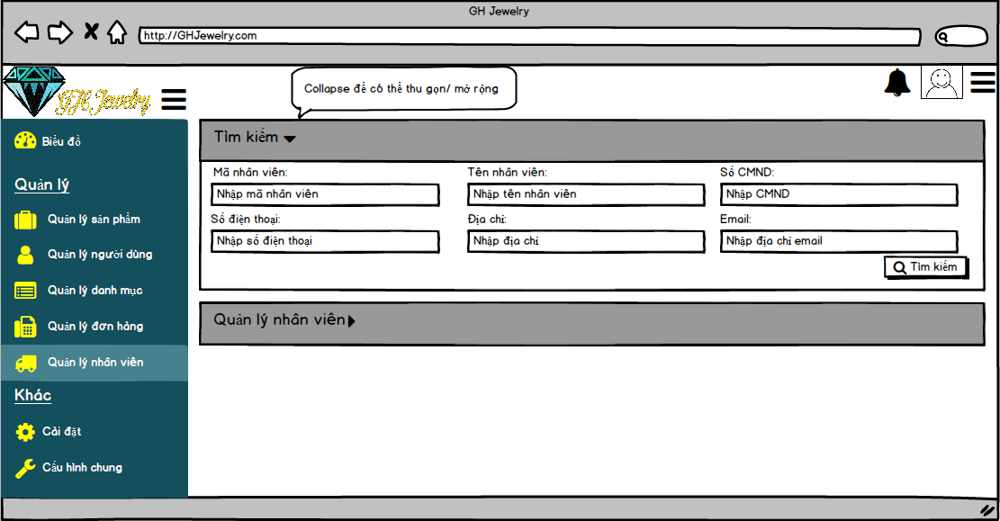 GH Jewelry
http://GHJewelry.com
GH Jewelry
Collapse để có thể thu gọn/ mở rộng
Biểu đồ
Quản lý
Quản lý sản phẩm
Quản lý người dùng
Quản lý danh mục
Quản lý đơn hàng
Quản lý nhân viên
Khác
Cài đặt
Cấu hình chung
Tìm kiếm
Mã nhân viên:
Tên nhân viên:
Số CMND:
Nhập mã nhân viên
Nhập tên nhân viên
Nhập CMND
Số điện thoại:
Địa chỉ:
Email:
Nhập số điện thoại
Nhập địa chỉ
Nhập địa chỉ email
Tìm kiếm
Quản lý nhân viên